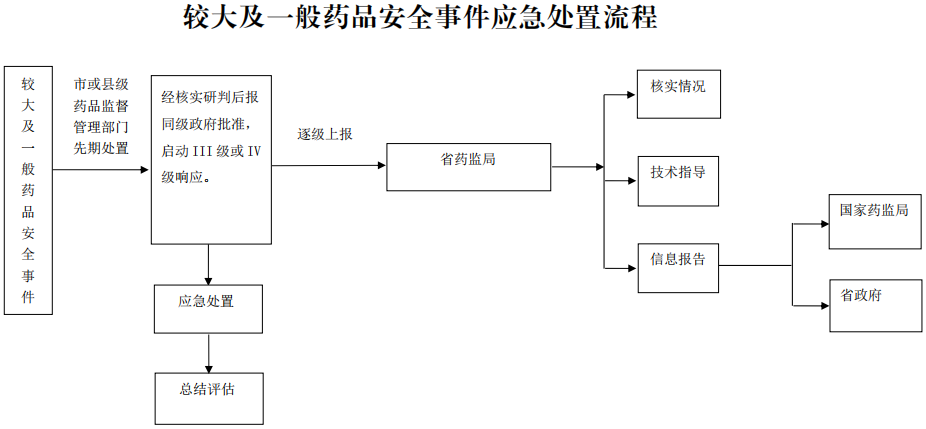 较大及一般药品安全事件应急处置流程
较
大
及
一
般
药
品
安
全
事
件
市或县级
药品监督
管理部门
先期处置
经核实研判后报
同级政府批准，
启动 III 级或 IV
级响应。
逐级上报
省药监局
核实情况
技术指导
信息报告
国家药监局
省政府
应急处置
总结评估